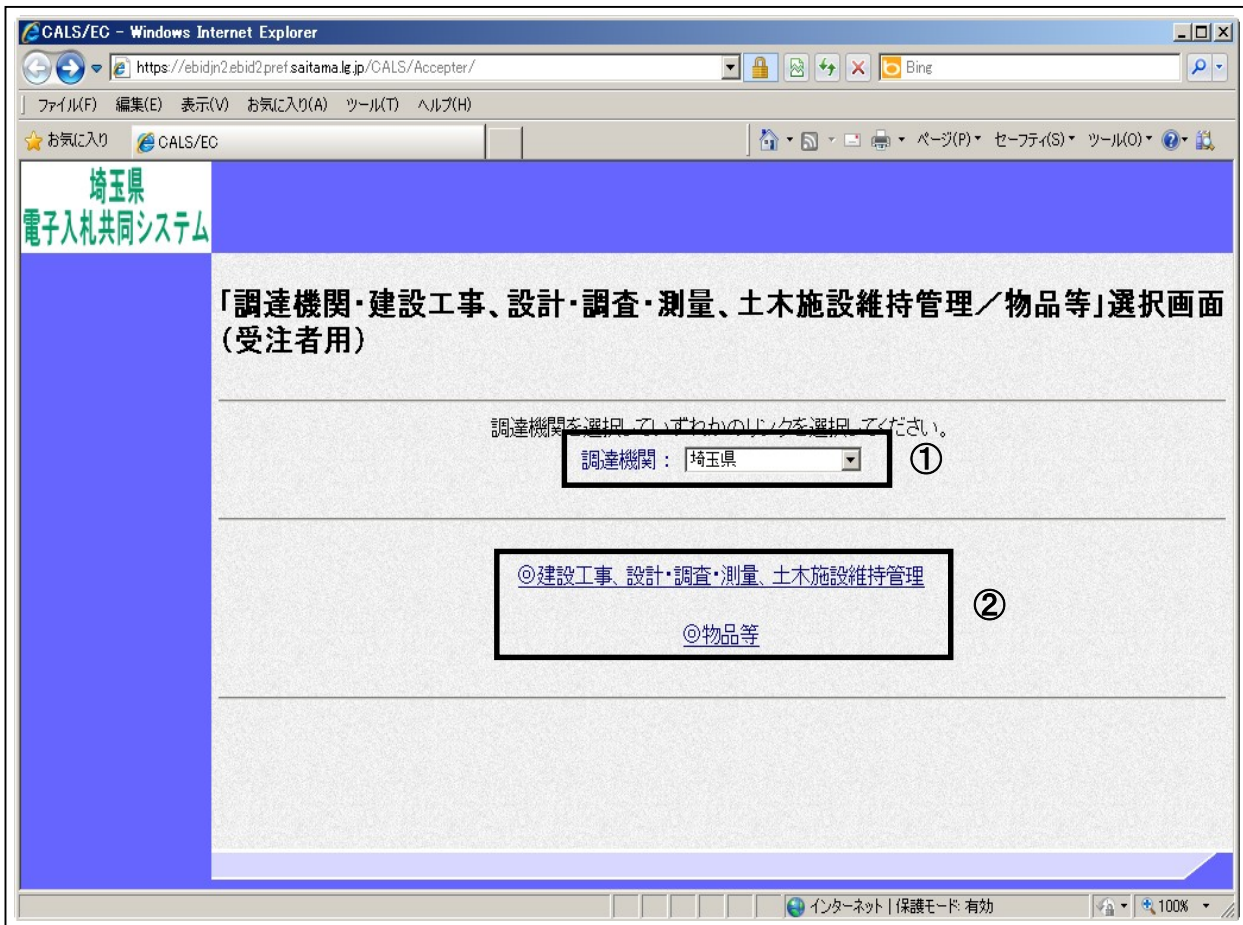 CALS/EC - Windows Internet Explorer
https://ebidjn2.ebid2.pref.saitama.lg.jp/CALS/Accepter/
Bing
ファイル(F) 編集(E) 表示(V) お気に入り(A) ツール(T) ヘルプ(H)
お気に入り CALS/EC ページ(P) セーフティ(S) ツール(O)
埼玉県
電子入札共同システム
「調達機関・建設工事、設計・調査・測量、土木施設維持管理／物品等」選択画面
（受注者用）
調達機関を選択していずれかのリンクを選択してください。
調達機関： 埼玉県 ①
◎建設工事、設計・調査・測量、土木施設維持管理
②
◎物品等
インターネット | 保護モード: 有効 100%